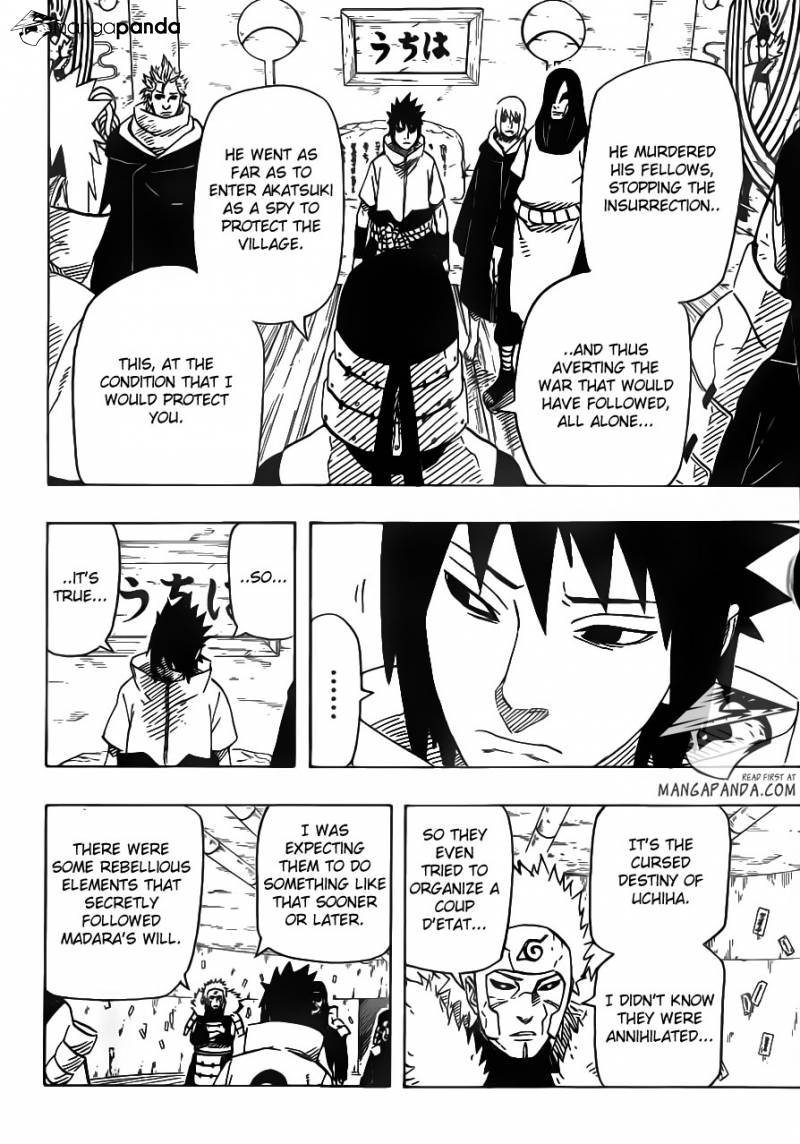 mangapanda
うちは
HE MURDERED
HIS FELLOWS,
STOPPING THE
INSURRECTION..
..AND THUS
AVERTING THE
WAR THAT WOULD
HAVE FOLLOWED,
ALL ALONE...
HE WENT AS
FAR AS TO
ENTER AKATSUKI
AS A SPY TO
PROTECT THE
VILLAGE.
THIS, AT THE
CONDITION THAT I
WOULD PROTECT
YOU.
.......
..SO...
..IT'S
TRUE...
うちは
READ FIRST AT
MANGAPANDA.COM
IT'S THE
CURSED
DESTINY OF
UCHIHA.
I DIDN'T KNOW
THEY WERE
ANNIHILATED...
SO THEY
EVEN
TRIED TO
ORGANIZE A
COUP
D'ETAT...
I WAS
EXPECTING
THEM TO DO
SOMETHING LIKE
THAT SOONER
OR LATER.
THERE WERE
SOME REBELLIOUS
ELEMENTS THAT
SECRETLY
FOLLOWED
MADARA'S WILL.